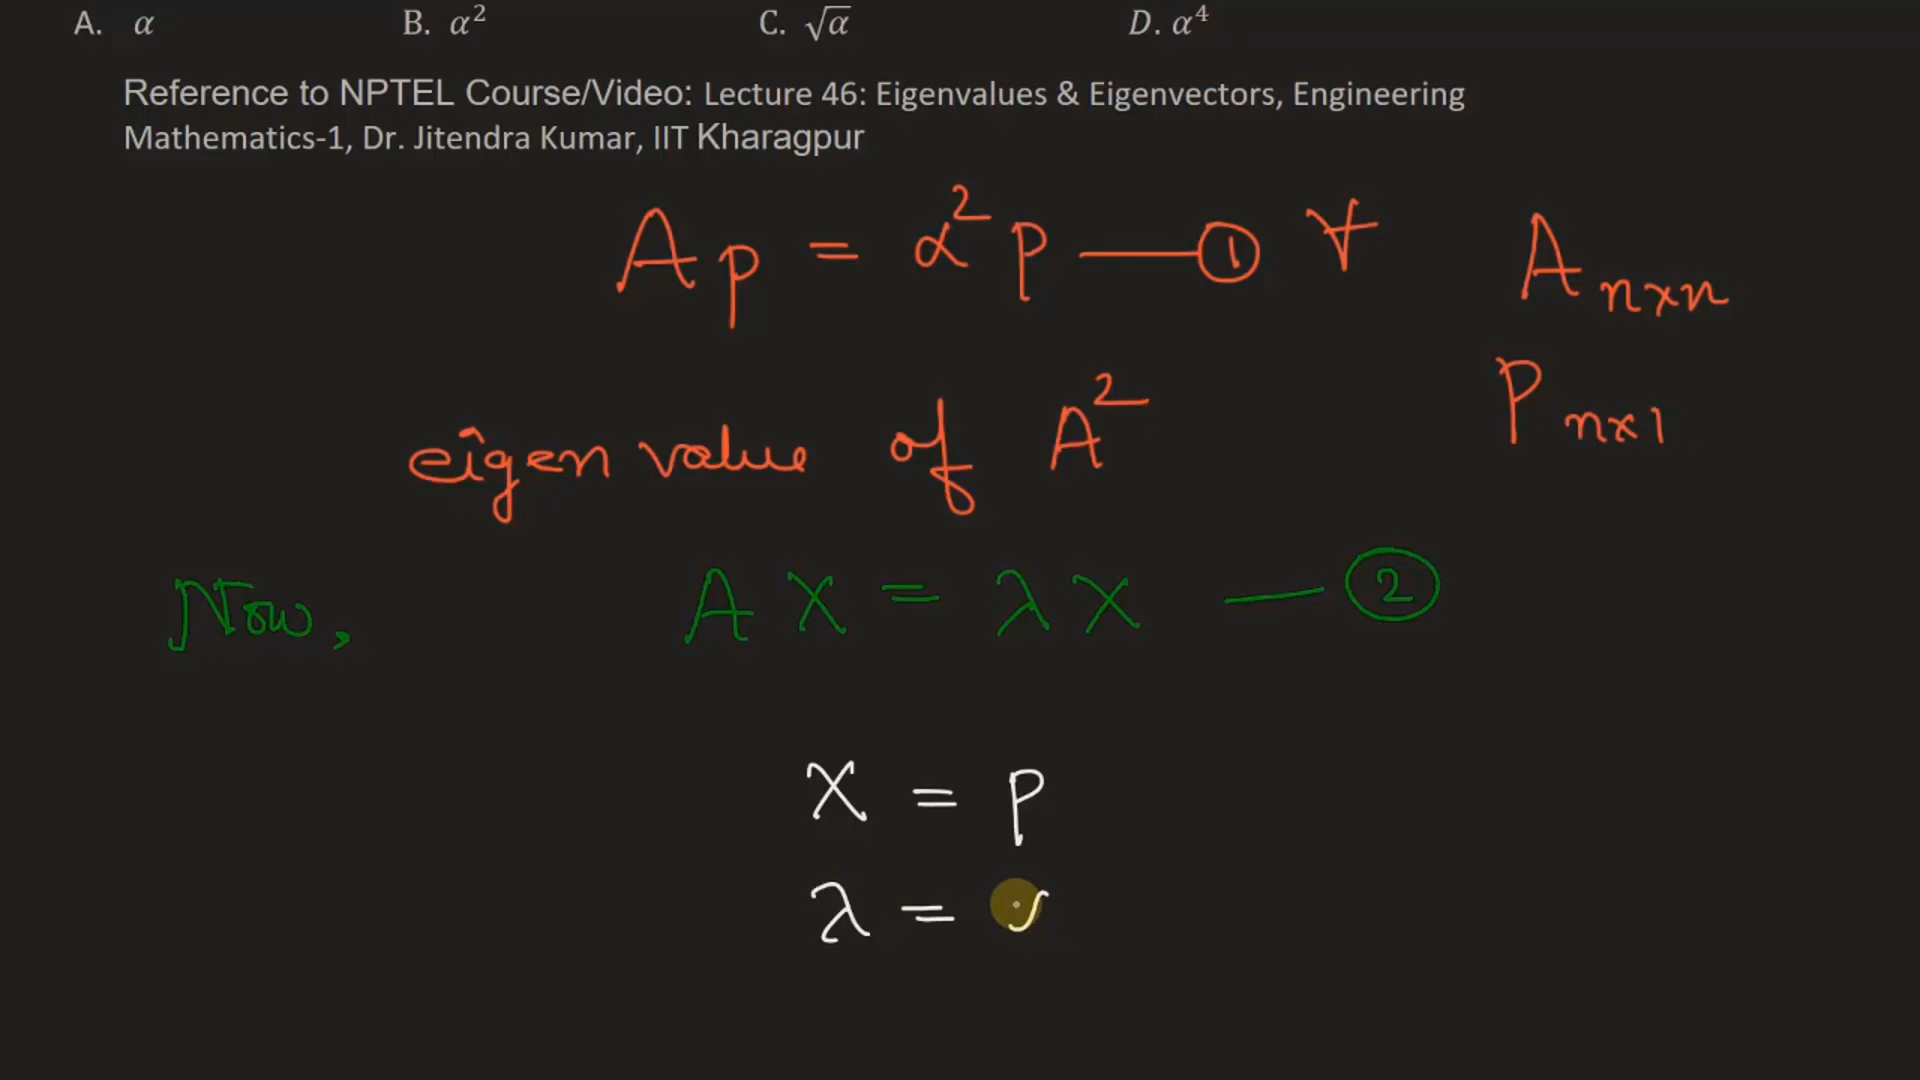 A. α B. α² C. √α D. α⁴
Reference to NPTEL Course/Video: Lecture 46: Eigenvalues & Eigenvectors, Engineering
Mathematics-1, Dr. Jitendra Kumar, IIT Kharagpur
Ap = α²p — ① ∀ Aₙₓₙ
eigen value of A² Pₙₓ₁
Now, AX = λX — ②
X = p
λ =